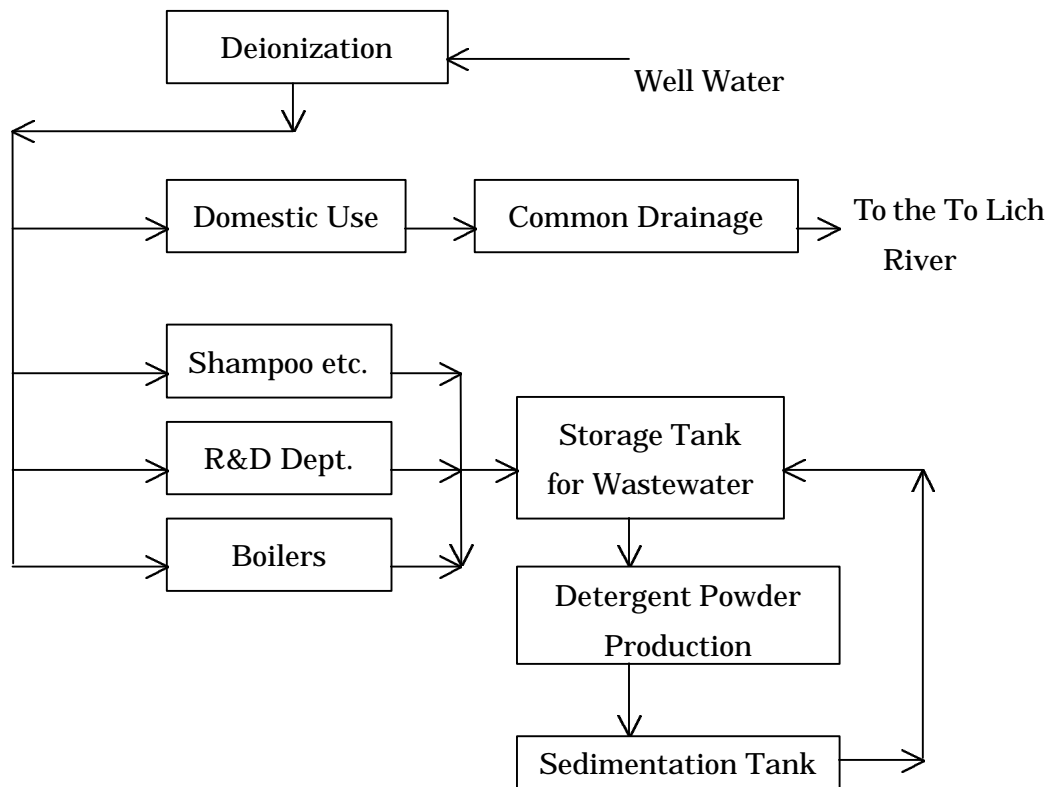 Deionization
Well Water
Domestic Use
Common Drainage
To the To Lich
River
Shampoo etc.
R&D Dept.
Boilers
Storage Tank
for Wastewater
Detergent Powder
Production
Sedimentation Tank